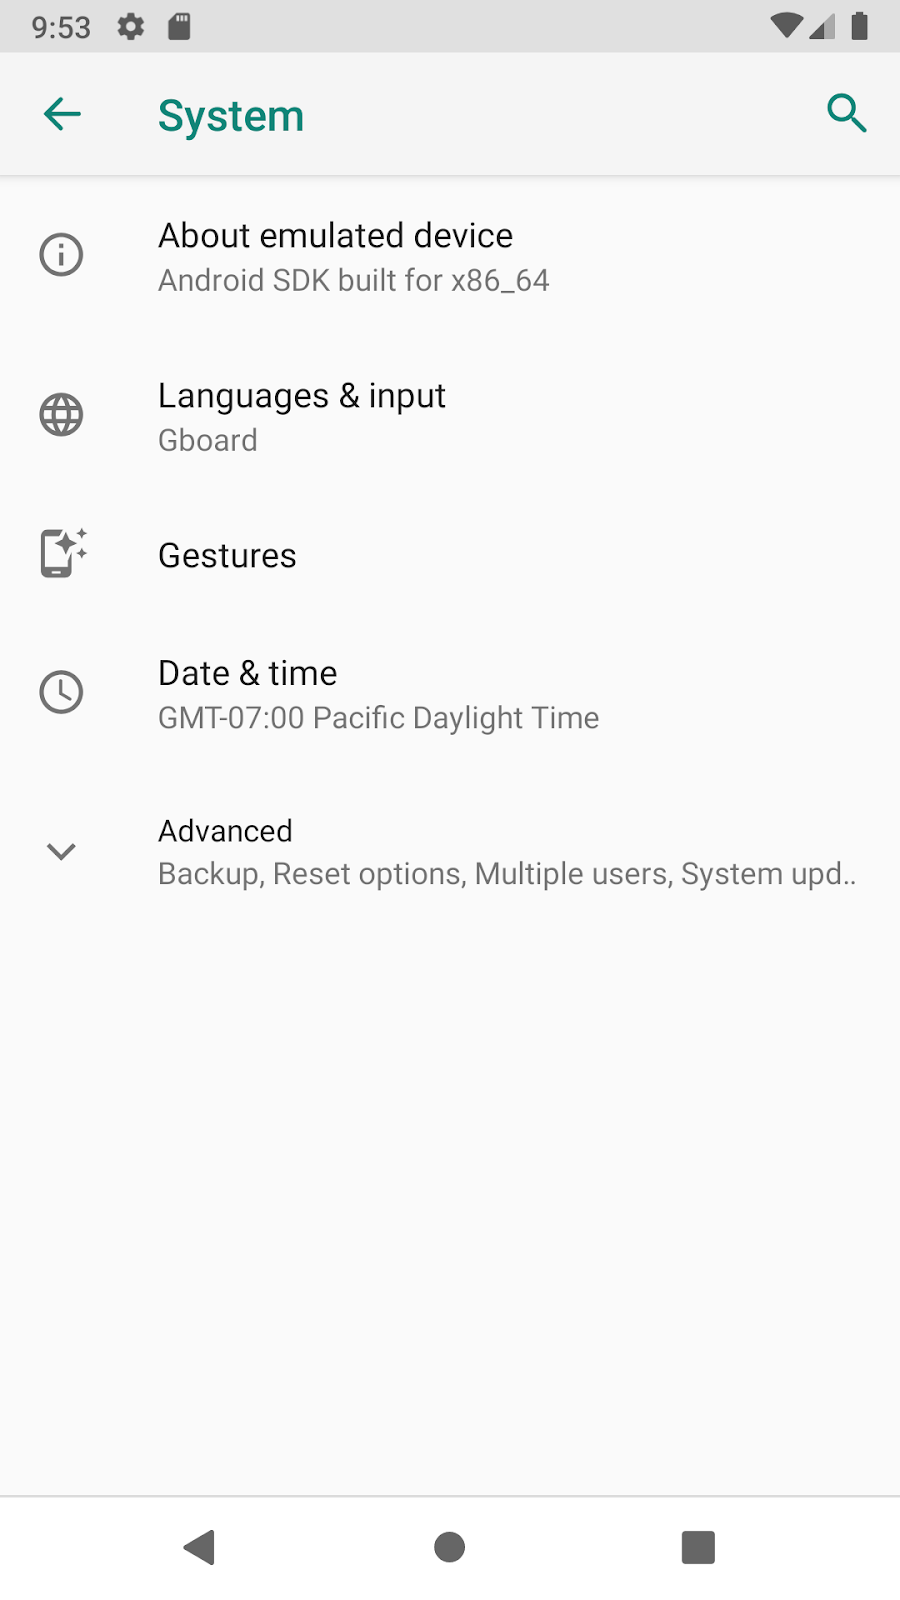 9:53
System
About emulated device
Android SDK built for x86_64
Languages & input
Gboard
Gestures
Date & time
GMT-07:00 Pacific Daylight Time
Advanced
Backup, Reset options, Multiple users, System upd..